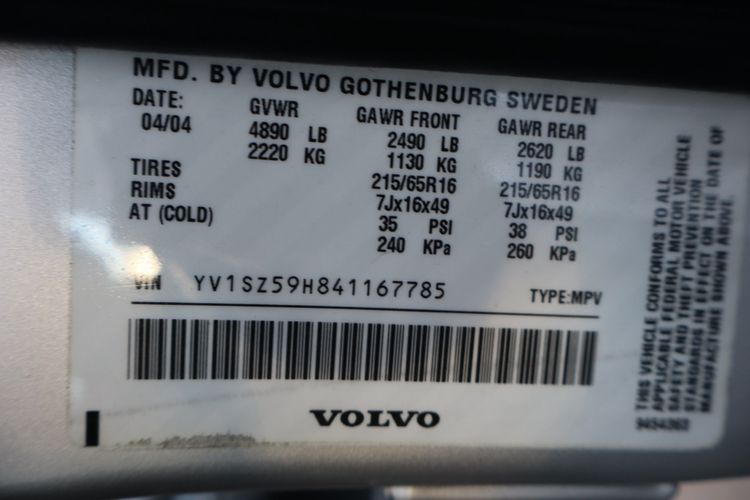 MFD. BY VOLVO GOTHENBURG SWEDEN
DATE: GVWR GAWR FRONT GAWR REAR
04/04 4890 LB 2490 LB 2620 LB
2220 KG 1130 KG 1190 KG
TIRES 215/65R16 215/65R16
RIMS 7Jx16x49 7Jx16x49
AT (COLD) 35 PSI 38 PSI
240 KPa 260 KPa
VIN YV1SZ59H841167785 TYPE:MPV
VOLVO
THIS VEHICLE CONFORMS TO ALL
APPLICABLE FEDERAL MOTOR VEHICLE
SAFETY AND THEFT PREVENTION
STANDARDS IN EFFECT ON THE DATE OF
MANUFACTURE SHOWN ABOVE.